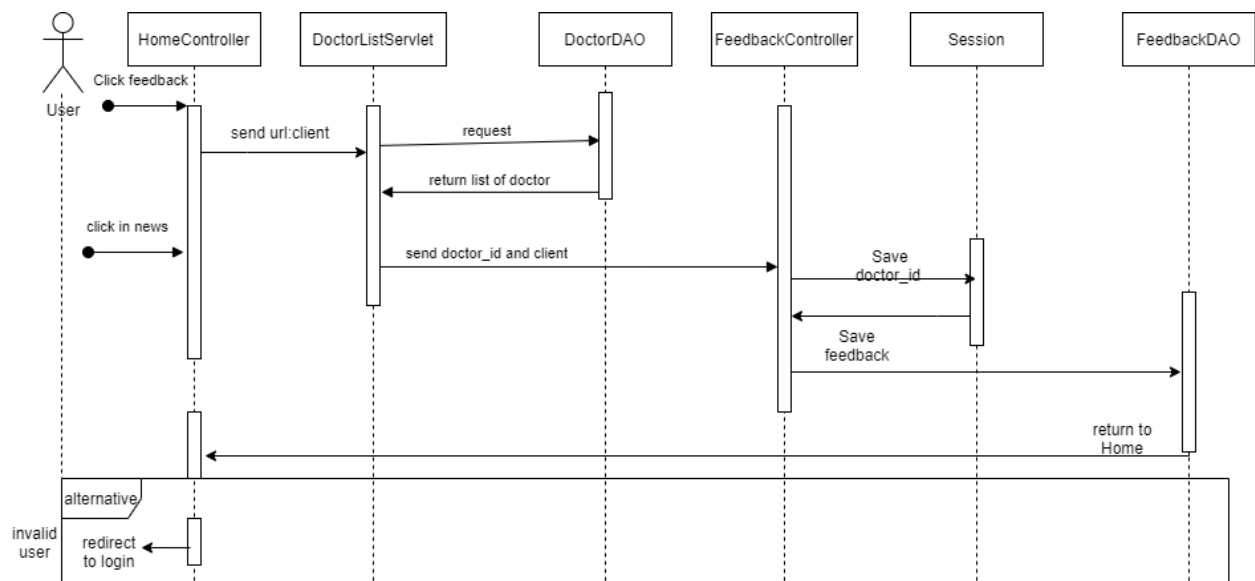 HomeController
DoctorListServlet
DoctorDAO
FeedbackController
Session
FeedbackDAO
Click feedback
User
send url:client
request
return list of doctor
click in news
send doctor_id and client
Save
doctor_id
Save
feedback
return to
Home
alternative
invalid
user
redirect
to login